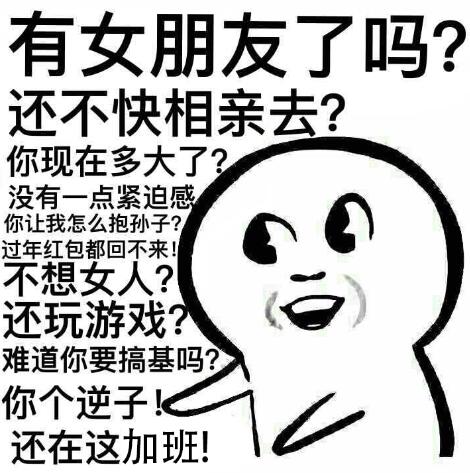 有女朋友了吗?
还不快相亲去?
你现在多大了?
没有一点紧迫感
你让我怎么抱孙子?
过年红包都回不来!
不想女人?
还玩游戏?
难道你要搞基吗?
你个逆子!
还在这加班!